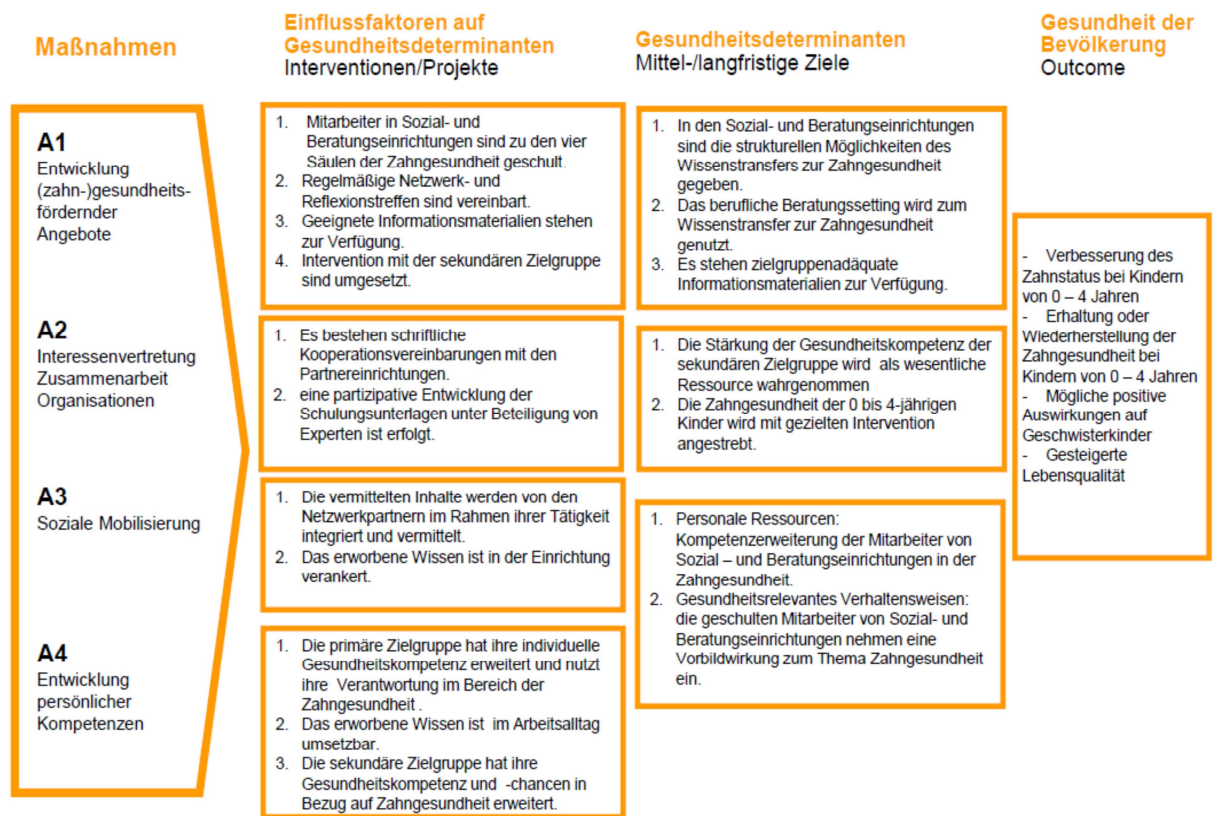 Maßnahmen
A1
Entwicklung
(zahn-)gesundheits-
fördernder
Angebote
A2
Interessenvertretung
Zusammenarbeit
Organisationen
A3
Soziale Mobilisierung
A4
Entwicklung
persönlicher
Kompetenzen
Einflussfaktoren auf
Gesundheitsdeterminanten
Interventionen/Projekte
1. Mitarbeiter in Sozial- und
Beratungseinrichtungen sind zu den vier
Säulen der Zahngesundheit geschult.
2. Regelmäßige Netzwerk- und
Reflexionstreffen sind vereinbart.
3. Geeignete Informationsmaterialien stehen
zur Verfügung.
4. Intervention mit der sekundären Zielgruppe
sind umgesetzt.
1. Es bestehen schriftliche
Kooperationsvereinbarungen mit den
Partnereinrichtungen.
2. eine partizipative Entwicklung der
Schulungsunterlagen unter Beteiligung von
Experten ist erfolgt.
1. Die vermittelten Inhalte werden von den
Netzwerkpartnern im Rahmen ihrer Tätigkeit
integriert und vermittelt.
2. Das erworbene Wissen ist in der Einrichtung
verankert.
1. Die primäre Zielgruppe hat ihre individuelle
Gesundheitskompetenz erweitert und nutzt
ihre Verantwortung im Bereich der
Zahngesundheit .
2. Das erworbene Wissen ist im Arbeitsalltag
umsetzbar.
3. Die sekundäre Zielgruppe hat ihre
Gesundheitskompetenz und -chancen in
Bezug auf Zahngesundheit erweitert.
Gesundheitsdeterminanten
Mittel-/langfristige Ziele
1. In den Sozial- und Beratungseinrichtungen
sind die strukturellen Möglichkeiten des
Wissenstransfers zur Zahngesundheit
gegeben.
2. Das berufliche Beratungssetting wird zum
Wissenstransfer zur Zahngesundheit
genutzt.
3. Es stehen zielgruppenadäquate
Informationsmaterialien zur Verfügung.
1. Die Stärkung der Gesundheitskompetenz der
sekundären Zielgruppe wird als wesentliche
Ressource wahrgenommen
2. Die Zahngesundheit der 0 bis 4-jährigen
Kinder wird mit gezielten Intervention
angestrebt.
1. Personale Ressourcen:
Kompetenzerweiterung der Mitarbeiter von
Sozial – und Beratungseinrichtungen in der
Zahngesundheit.
2. Gesundheitsrelevantes Verhaltensweisen:
die geschulten Mitarbeiter von Sozial- und
Beratungseinrichtungen nehmen eine
Vorbildwirkung zum Thema Zahngesundheit
ein.
Gesundheit der
Bevölkerung
Outcome
- Verbesserung des
Zahnstatus bei Kindern
von 0 – 4 Jahren
- Erhaltung oder
Wiederherstellung der
Zahngesundheit bei
Kindern von 0 – 4 Jahren
- Mögliche positive
Auswirkungen auf
Geschwisterkinder
- Gesteigerte
Lebensqualität